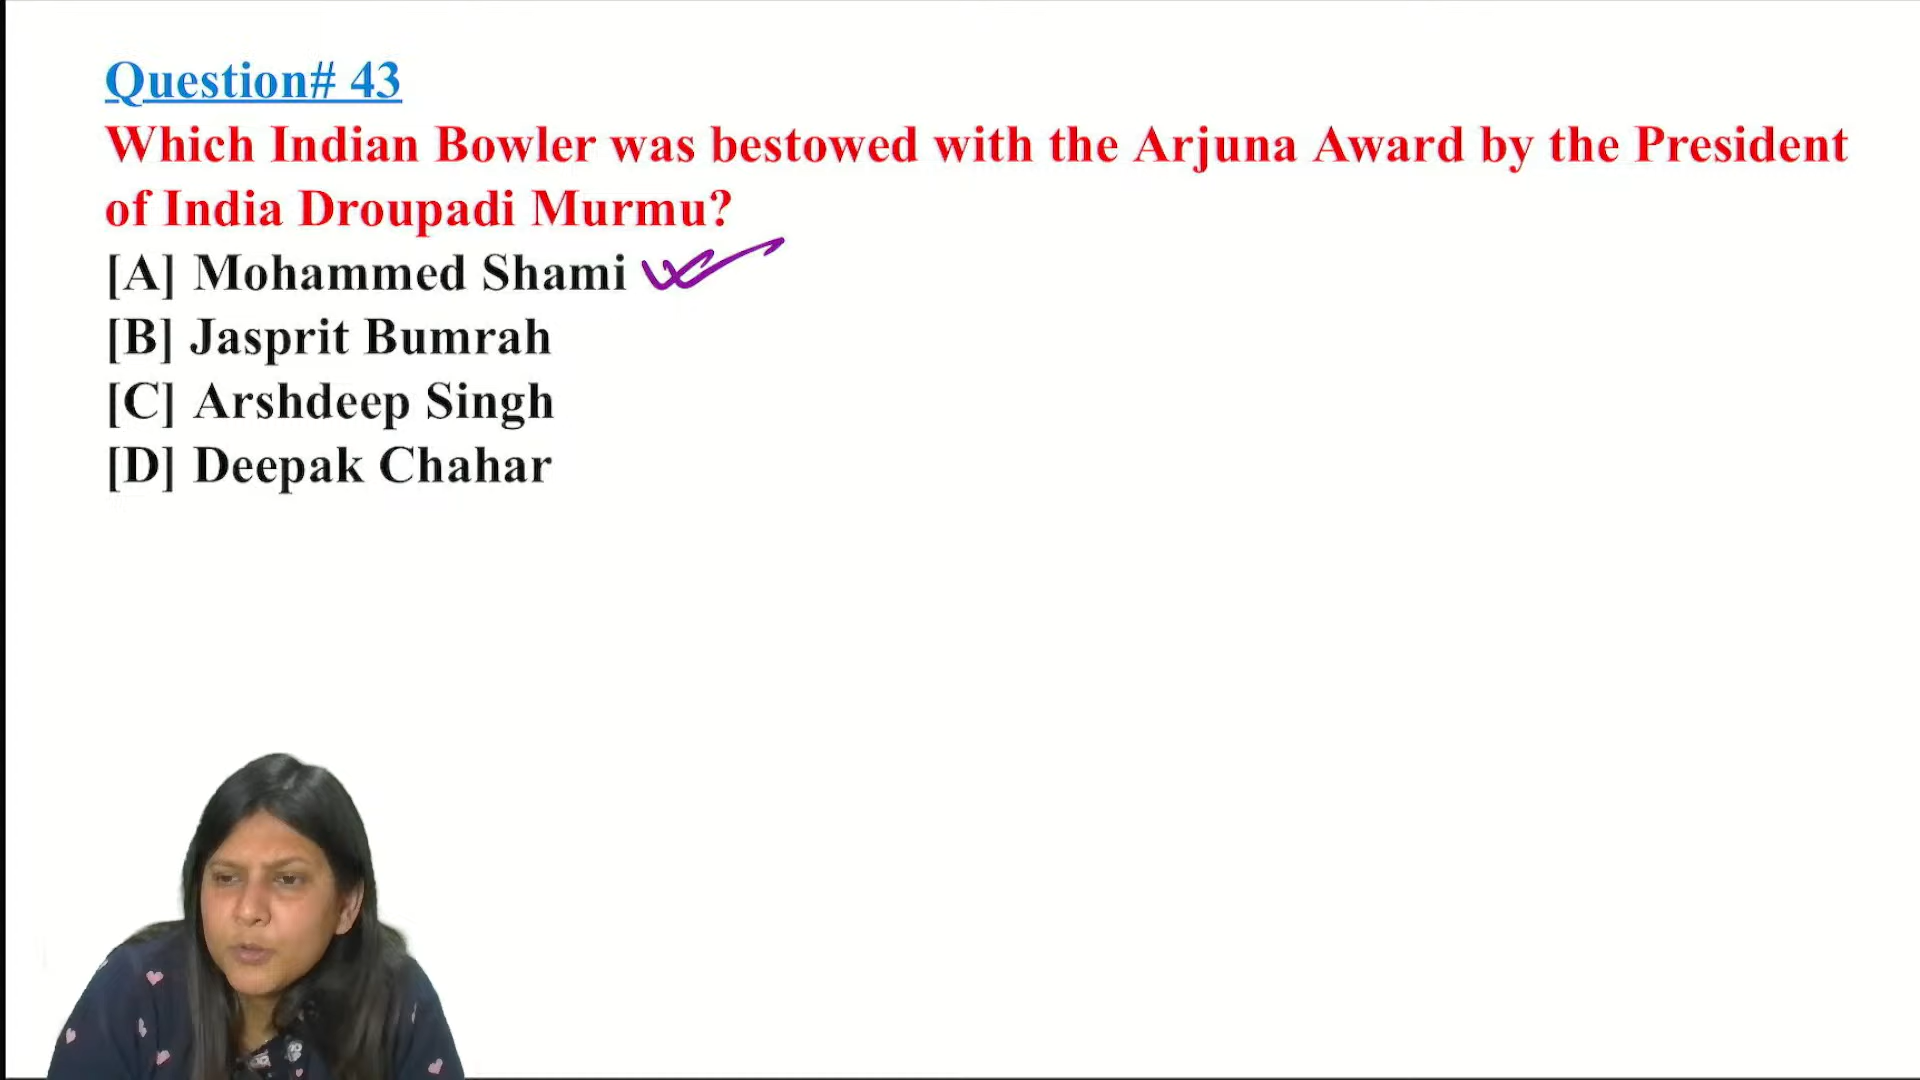 Question# 43
Which Indian Bowler was bestowed with the Arjuna Award by the President
of India Droupadi Murmu?
[A] Mohammed Shami
[B] Jasprit Bumrah
[C] Arshdeep Singh
[D] Deepak Chahar